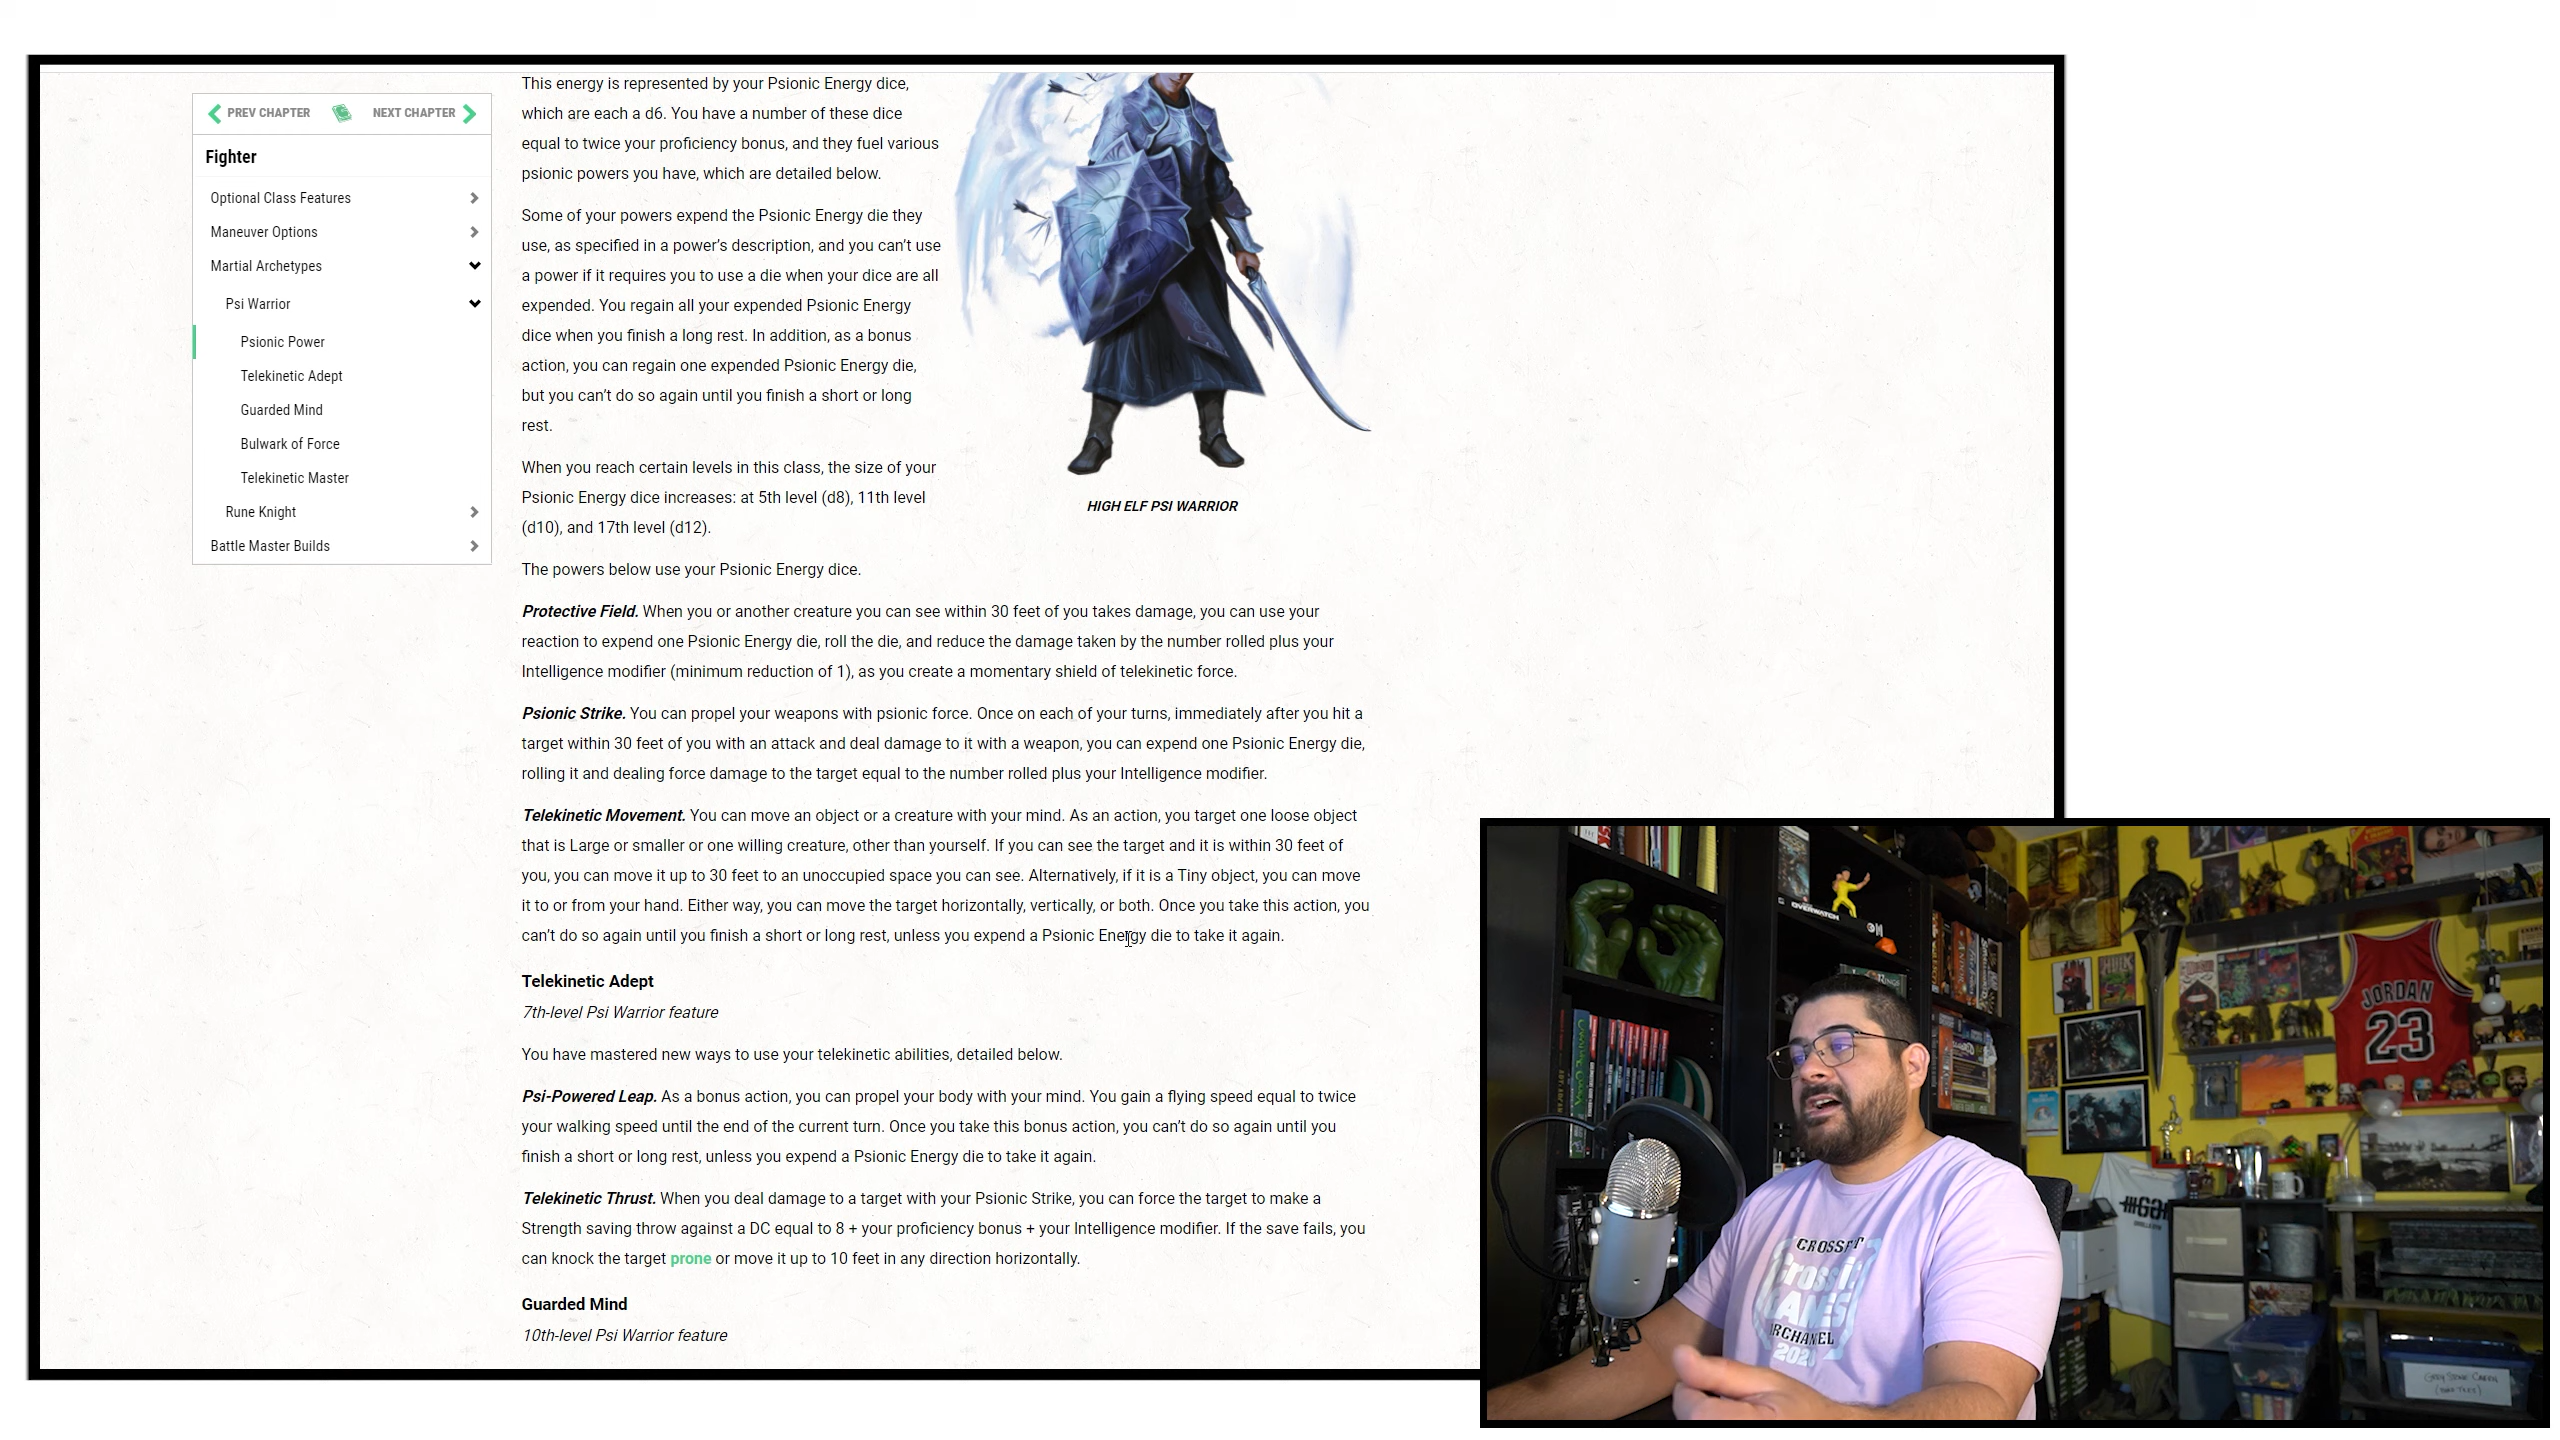 PREV CHAPTER NEXT CHAPTER
Fighter
Optional Class Features
Maneuver Options
Martial Archetypes
Psi Warrior
Psionic Power
Telekinetic Adept
Guarded Mind
Bulwark of Force
Telekinetic Master
Rune Knight
Battle Master Builds
This energy is represented by your Psionic Energy dice,
which are each a d6. You have a number of these dice
equal to twice your proficiency bonus, and they fuel various
psionic powers you have, which are detailed below.
Some of your powers expend the Psionic Energy die they
use, as specified in a power’s description, and you can’t use
a power if it requires you to use a die when your dice are all
expended. You regain all your expended Psionic Energy
dice when you finish a long rest. In addition, as a bonus
action, you can regain one expended Psionic Energy die,
but you can’t do so again until you finish a short or long
rest.
When you reach certain levels in this class, the size of your
Psionic Energy dice increases: at 5th level (d8), 11th level
(d10), and 17th level (d12).
HIGH ELF PSI WARRIOR
The powers below use your Psionic Energy dice.
Protective Field. When you or another creature you can see within 30 feet of you takes damage, you can use your
reaction to expend one Psionic Energy die, roll the die, and reduce the damage taken by the number rolled plus your
Intelligence modifier (minimum reduction of 1), as you create a momentary shield of telekinetic force.
Psionic Strike. You can propel your weapons with psionic force. Once on each of your turns, immediately after you hit a
target within 30 feet of you with an attack and deal damage to it with a weapon, you can expend one Psionic Energy die,
rolling it and dealing force damage to the target equal to the number rolled plus your Intelligence modifier.
Telekinetic Movement. You can move an object or a creature with your mind. As an action, you target one loose object
that is Large or smaller or one willing creature, other than yourself. If you can see the target and it is within 30 feet of
you, you can move it up to 30 feet to an unoccupied space you can see. Alternatively, if it is a Tiny object, you can move
it to or from your hand. Either way, you can move the target horizontally, vertically, or both. Once you take this action, you
can’t do so again until you finish a short or long rest, unless you expend a Psionic Energy die to take it again.
Telekinetic Adept
7th-level Psi Warrior feature
You have mastered new ways to use your telekinetic abilities, detailed below.
Psi-Powered Leap. As a bonus action, you can propel your body with your mind. You gain a flying speed equal to twice
your walking speed until the end of the current turn. Once you take this bonus action, you can’t do so again until you
finish a short or long rest, unless you expend a Psionic Energy die to take it again.
Telekinetic Thrust. When you deal damage to a target with your Psionic Strike, you can force the target to make a
Strength saving throw against a DC equal to 8 + your proficiency bonus + your Intelligence modifier. If the save fails, you
can knock the target prone or move it up to 10 feet in any direction horizontally.
Guarded Mind
10th-level Psi Warrior feature
OVERWATCH
RINGS
HULK
JORDAN
23
CROSSFIT